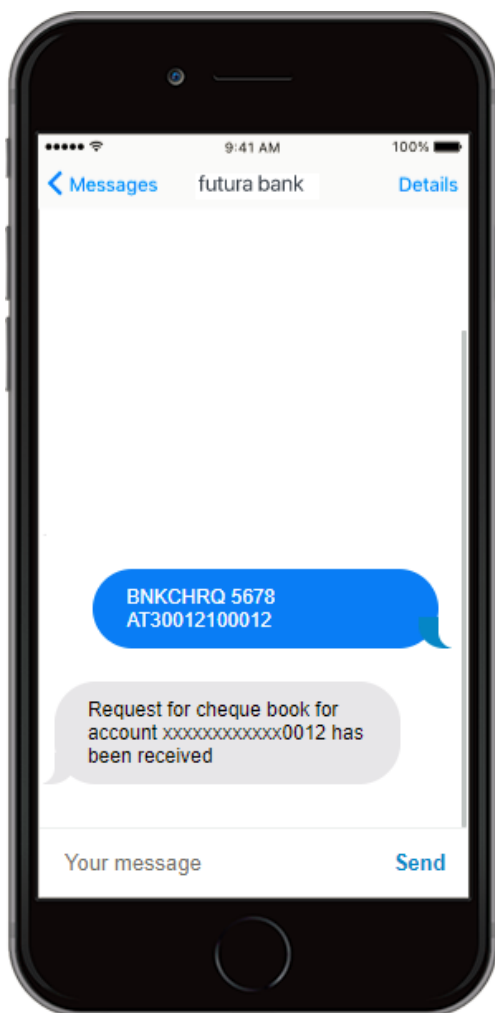 9:41 AM 100%
Messages futura bank Details
BNKCHRQ 5678
AT30012100012
Request for cheque book for
account xxxxxxxxxxxx0012 has
been received
Your message Send